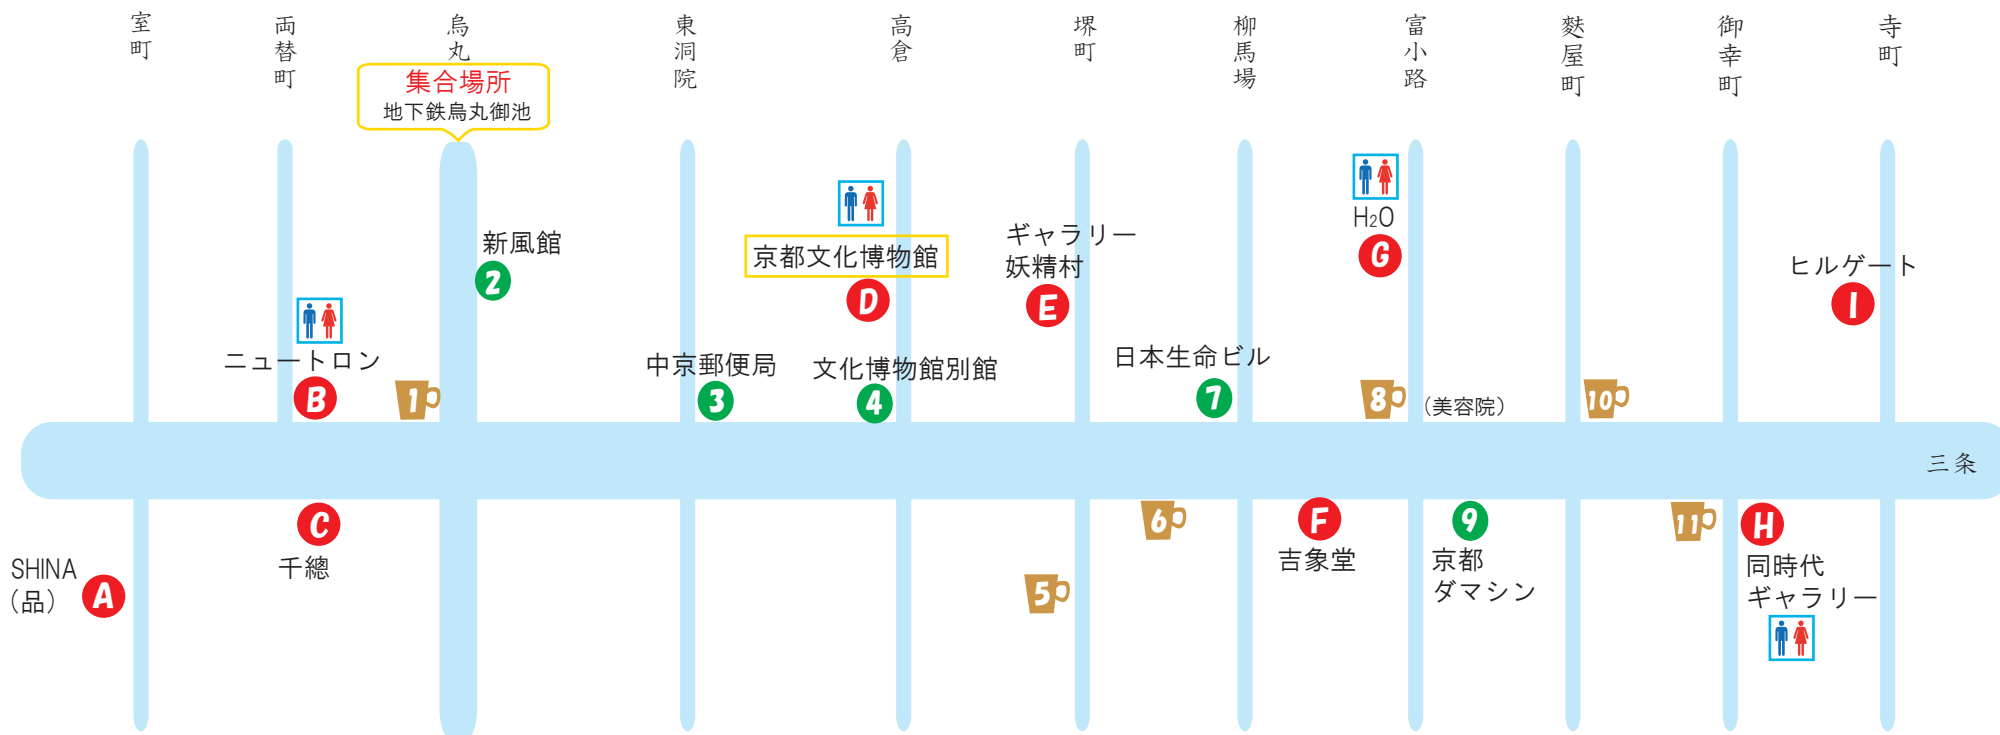 室町
両替町
烏丸
東洞院
高倉
堺町
柳馬場
富小路
麩屋町
御幸町
寺町
集合場所
地下鉄烏丸御池
新風館
2
京都文化博物館
D
ギャラリー
妖精村
E
H₂O
G
ヒルゲート
I
ニュートロン
B
1
中京郵便局
3
文化博物館別館
4
日本生命ビル
7
8
(美容院)
10
三条
C
千總
SHINA
(品)
A
5
6
F
吉象堂
9
京都
ダマシン
11
H
同時代
ギャラリー